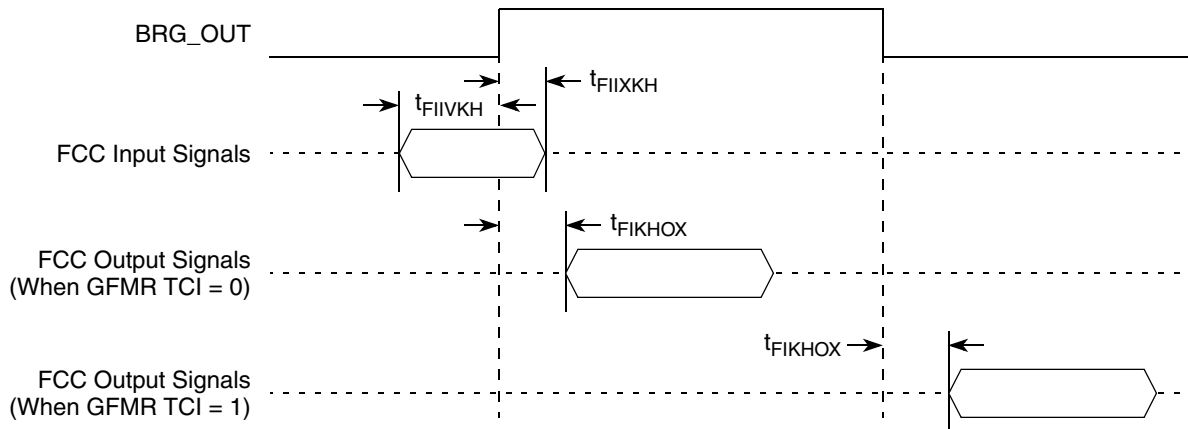 BRG_OUT
tFIIXKH
tFIIVKH
FCC Input Signals
tFIKHOX
FCC Output Signals
(When GFMR TCI = 0)
tFIKHOX
FCC Output Signals
(When GFMR TCI = 1)